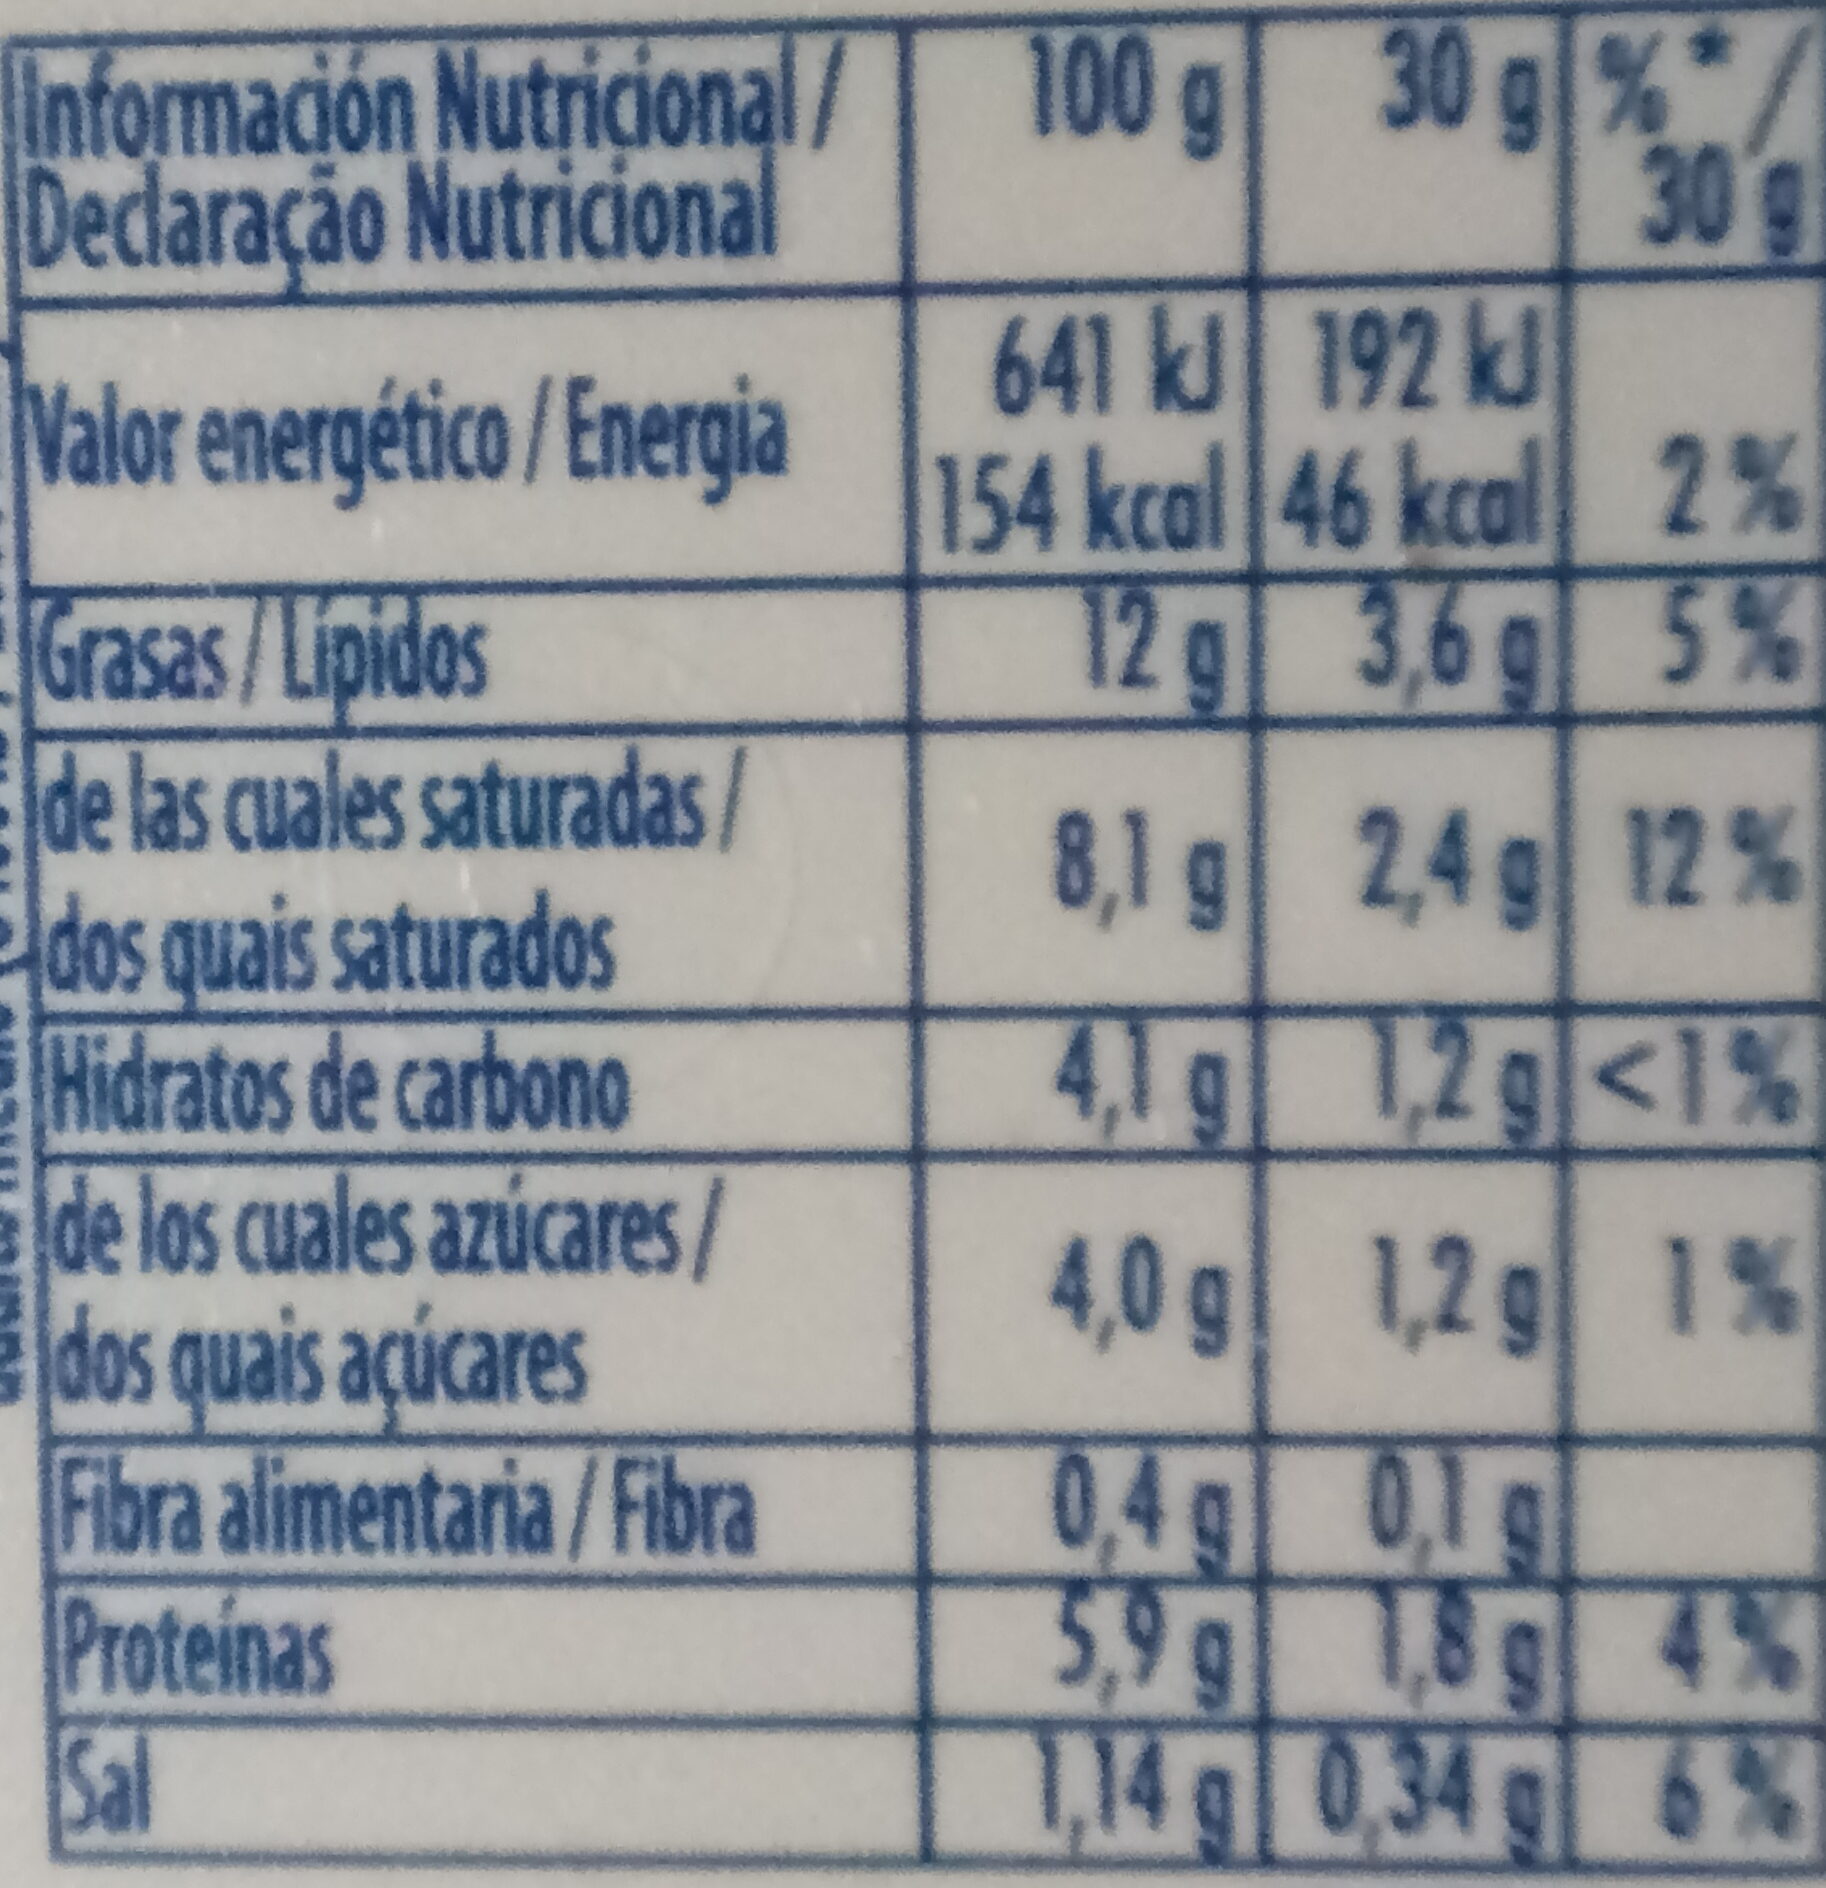 Información Nutricional / 100 g 30 g %* /
Declaração Nutricional 30 g
641 kJ 192 kJ
Valor energético / Energia
154 kcal 46 kcal 2 %
Grasas / Lípidos 12 g 3,6 g 5 %
de las cuales saturadas /
8,1 g 2,4 g 12 %
dos quais saturados
Hidratos de carbono 4,1 g 1,2 g <1 %
de los cuales azúcares /
4,0 g 1,2 g 1 %
dos quais açúcares
Fibra alimentaria / Fibra 0,4 g 0,1 g
Proteínas 5,9 g 1,8 g 4 %
Sal 1,14 g 0,34 g 6 %